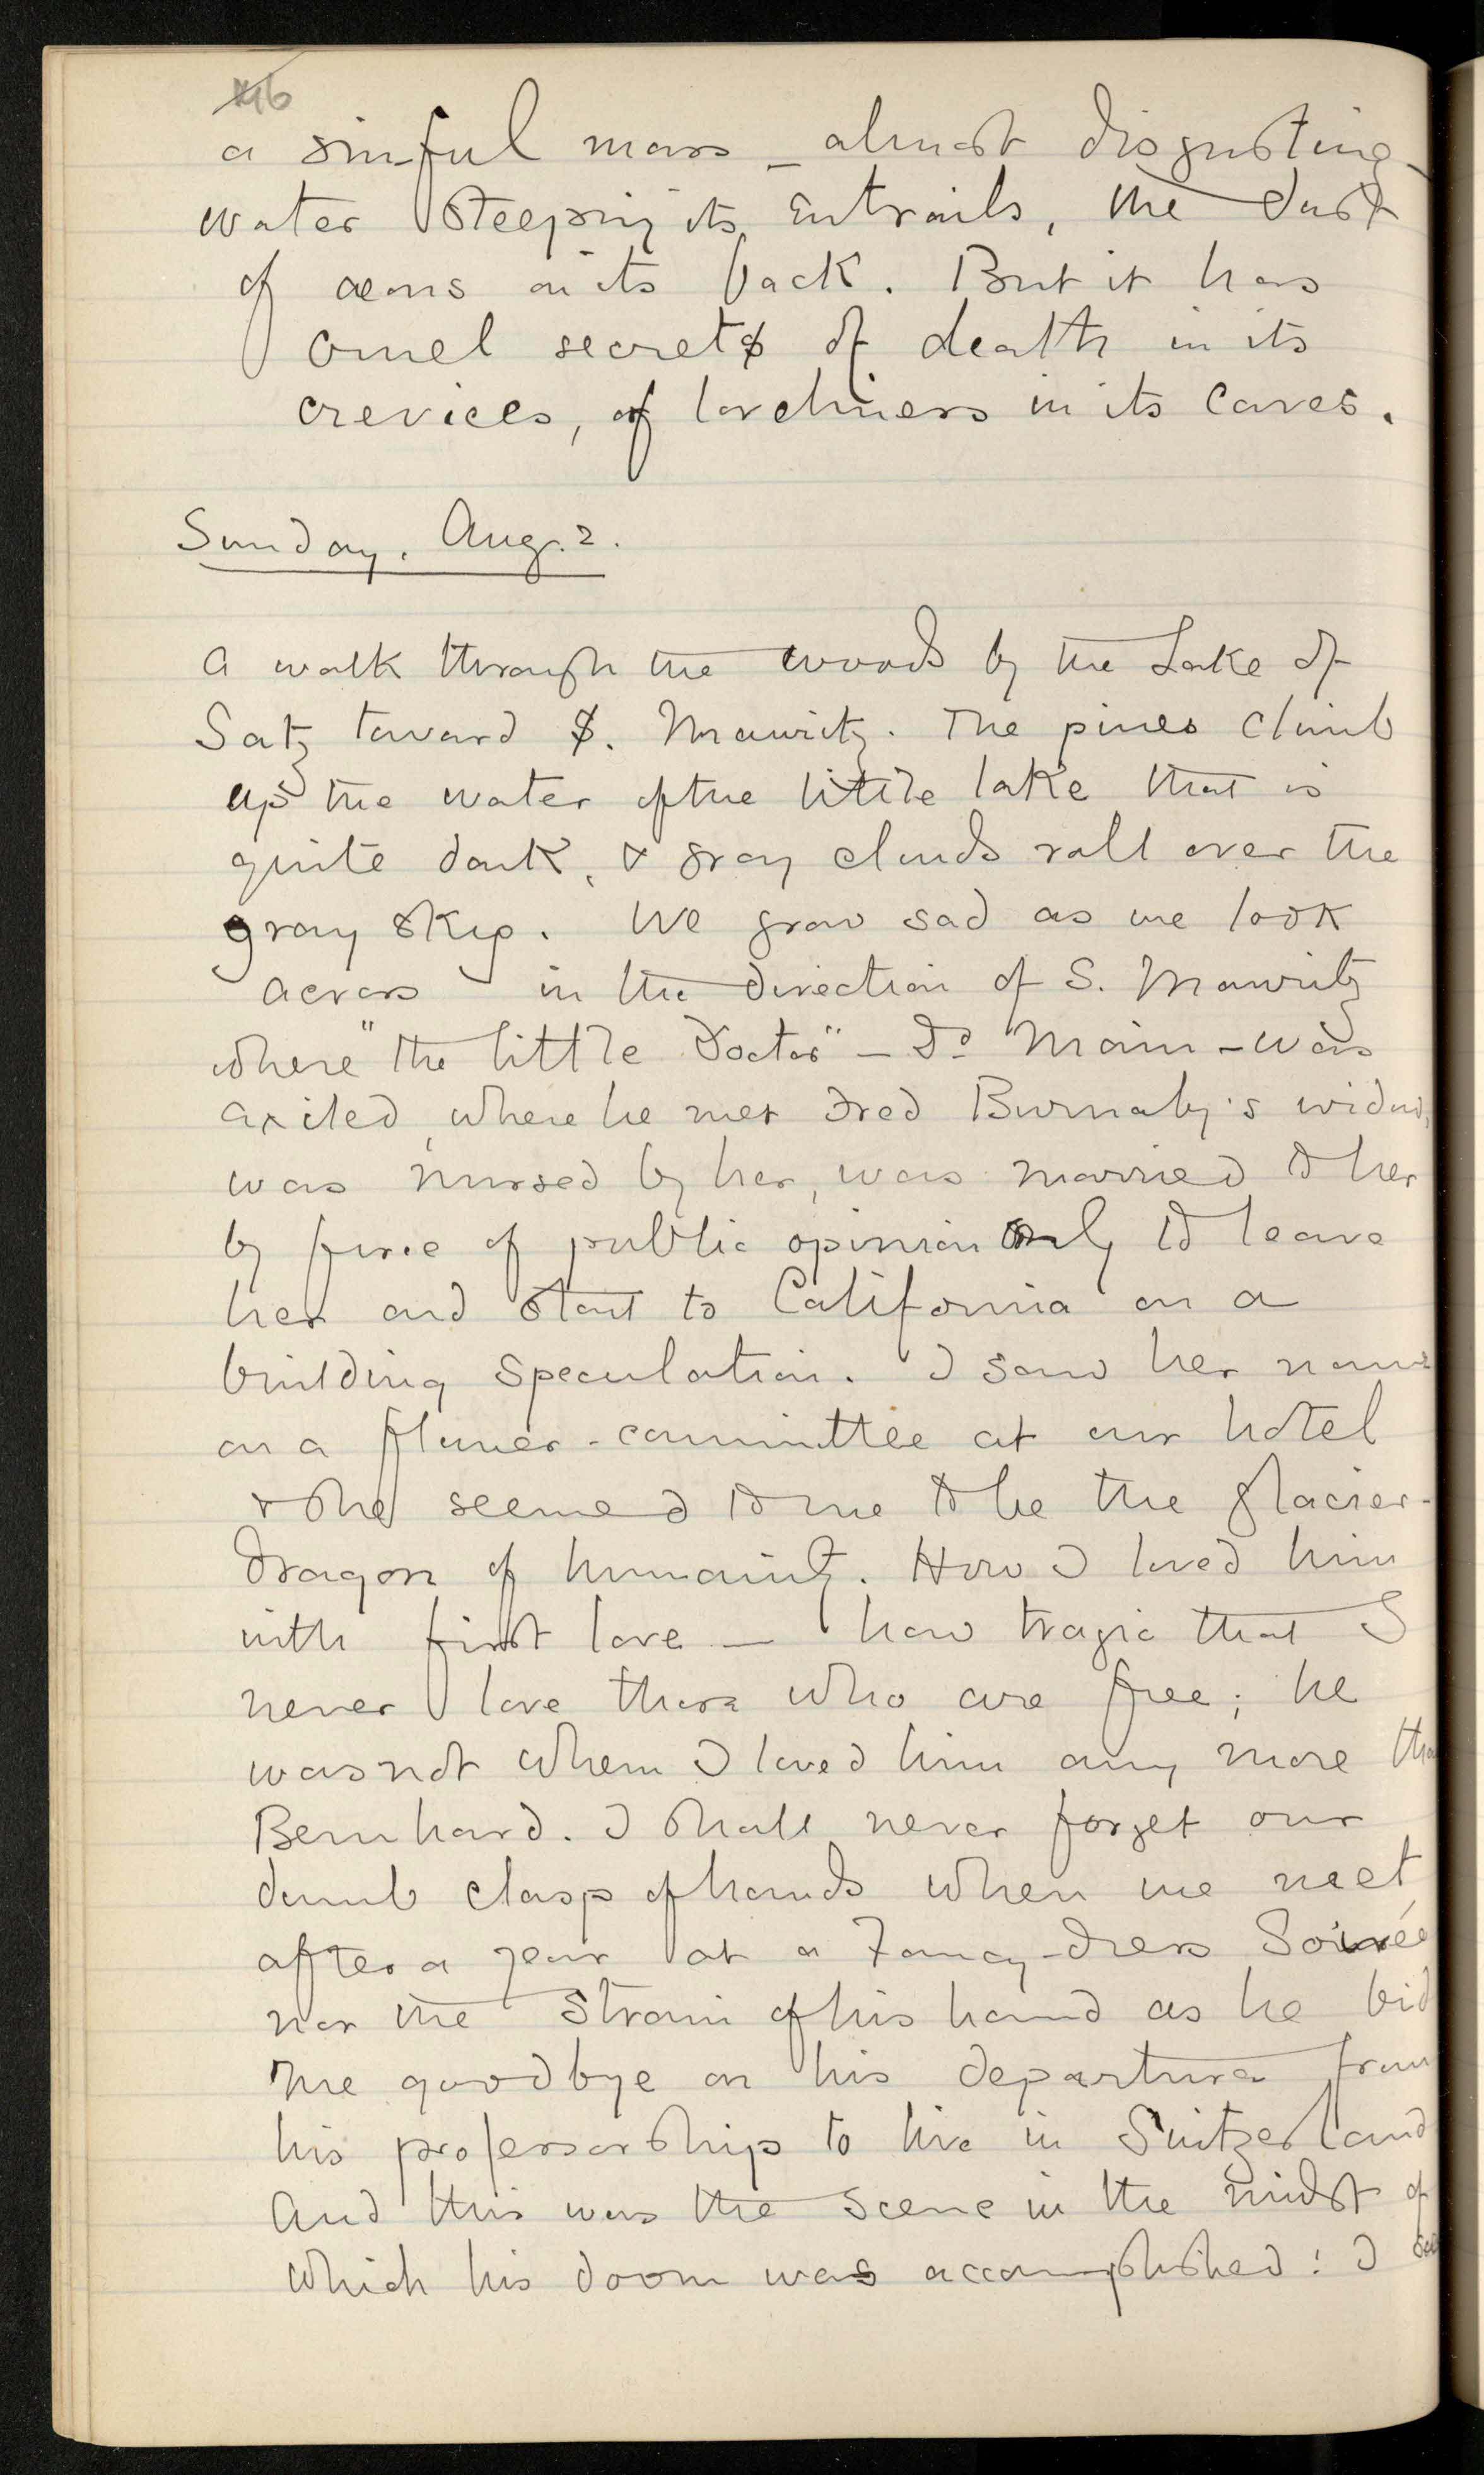 46
a sinful mass – almost disgusting –
water steeping its entrails, the dust
of æons on its back. But it has
cruel secrets of death in its
crevices, of loveliness in its caves.
Sunday, Aug. 2.
A walk through the woods by the Lake of
Satz toward S. Mauritz. The pines climb
up the water of the little lake that is
quite dark, & gray clouds roll over the
gray skip. We grow sad as we look
across in the direction of S. Mauritz
where "the little Doctor" – Dr Main – was
exiled, where he met Fred Burnaby's widow,
was nursed by her, was married to her
by force of public opinion only to leave
her and start to California on a
building speculation. I saw her name
on a flower-committee at our hotel
& she seemed to me to be the glacier-
dragon of humanity. How I loved him
with first love – how tragic that I
never love those who are free; he
was not when I loved him any more than
Bernhard. I shall never forget our
dumb clasp of hands when we meet
after a year at a Fancy-dress Soirée
nor the strain of his hand as he bid
me goodbye on his departure from
his professorship to live in Switzerland
And this was the scene in the midst of
which his doom was accomplished! I